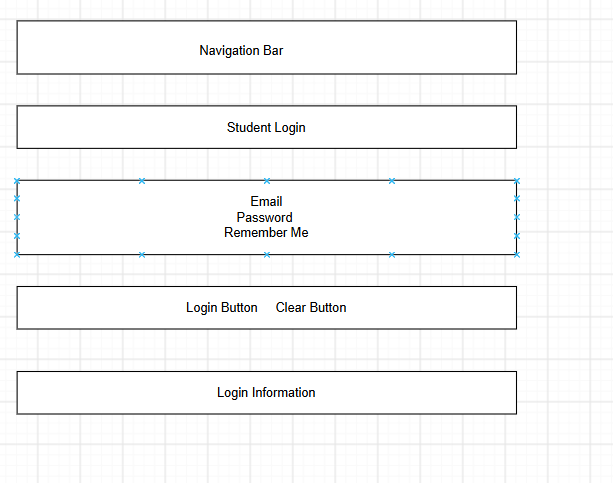 Navigation Bar
Student Login
Email
Password
Remember Me
Login Button Clear Button
Login Information